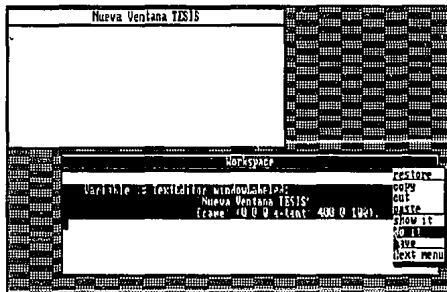 Nueva Ventana TESIS
Workspace
Variable := TextEditor windowLabeled:
'Nueva Ventana TESIS'
frame: (0 @ 0 extent: 400 @ 100).
restore
copy
cut
paste
show it
do it
save
next menu